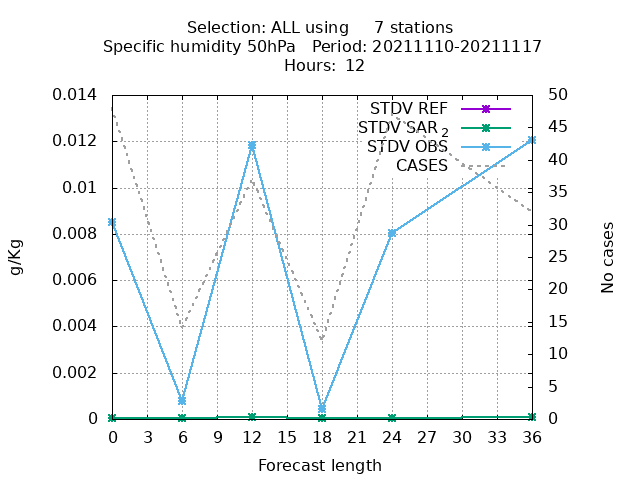 Selection: ALL using     7 stations
Specific humidity 50hPa   Period: 20211110-20211117
Hours: 12
STDV REF
STDV SAR 2
STDV OBS
CASES
0.014
0.012
0.01
0.008
0.006
0.004
0.002
0
g/Kg
50
45
40
35
30
25
20
15
10
5
0
No cases
0 3 6 9 12 15 18 21 24 27 30 33 36
Forecast length